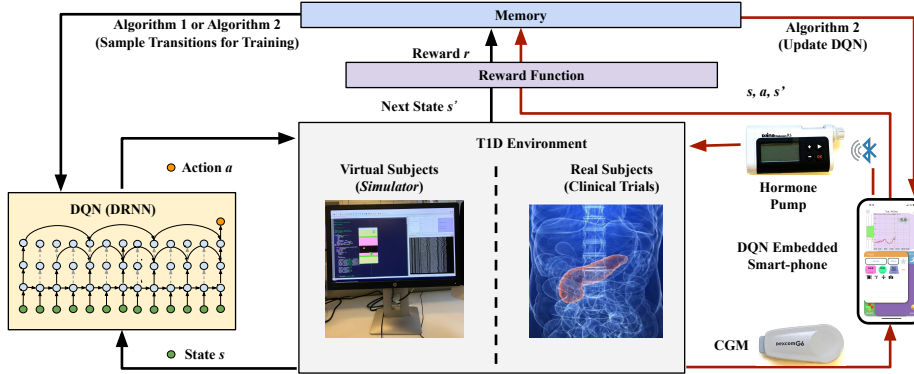 Memory
Algorithm 1 or Algorithm 2
(Sample Transitions for Training)
Algorithm 2
(Update DQN)
Reward r
Reward Function
Next State s'
s, a, s'
T1D Environment
Action a
Virtual Subjects
(Simulator)
Real Subjects
(Clinical Trials)
Hormone
Pump
DQN (DRNN)
DQN Embedded
Smart-phone
State s
CGM
DexcomG6